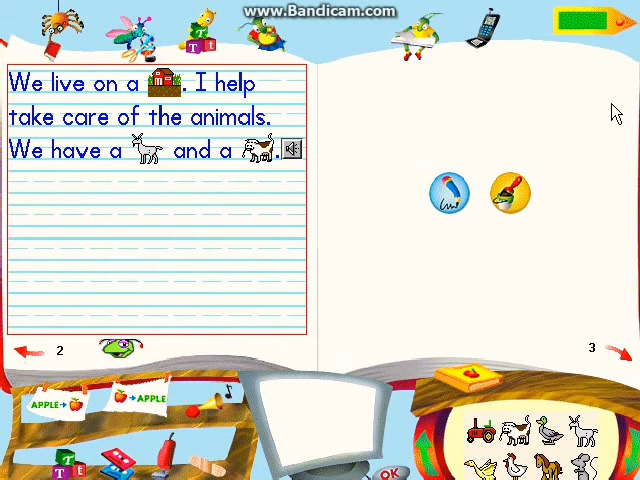 www.Bandicam.com
We live on a . I help
take care of the animals.
We have a and a .
2
3
APPLE
APPLE
OK